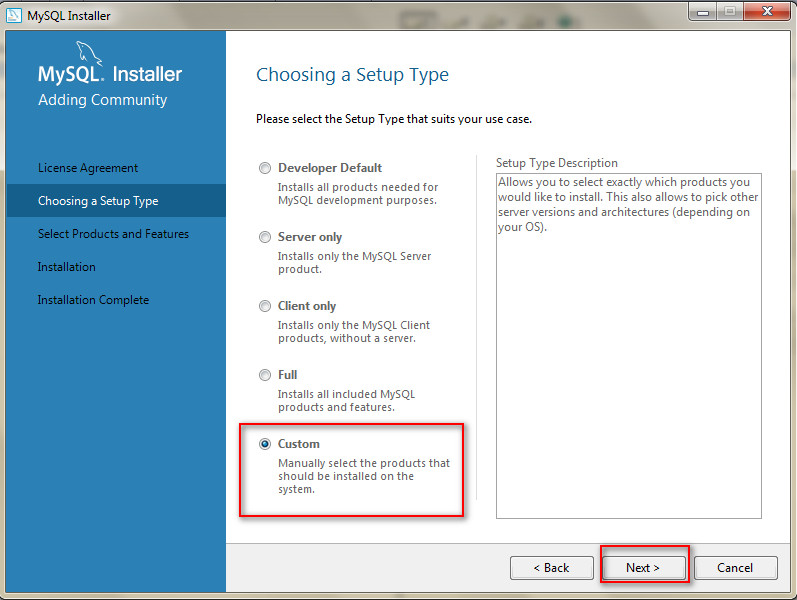 MySQL Installer
MySQL. Installer
Adding Community
License Agreement
Choosing a Setup Type
Select Products and Features
Installation
Installation Complete
Choosing a Setup Type
Please select the Setup Type that suits your use case.
Developer Default
Installs all products needed for
MySQL development purposes.
Server only
Installs only the MySQL Server
product.
Client only
Installs only the MySQL Client
products, without a server.
Full
Installs all included MySQL
products and features.
Custom
Manually select the products that
should be installed on the
system.
Setup Type Description
Allows you to select exactly which products you
would like to install. This also allows to pick other
server versions and architectures (depending on
your OS).
< Back
Next >
Cancel